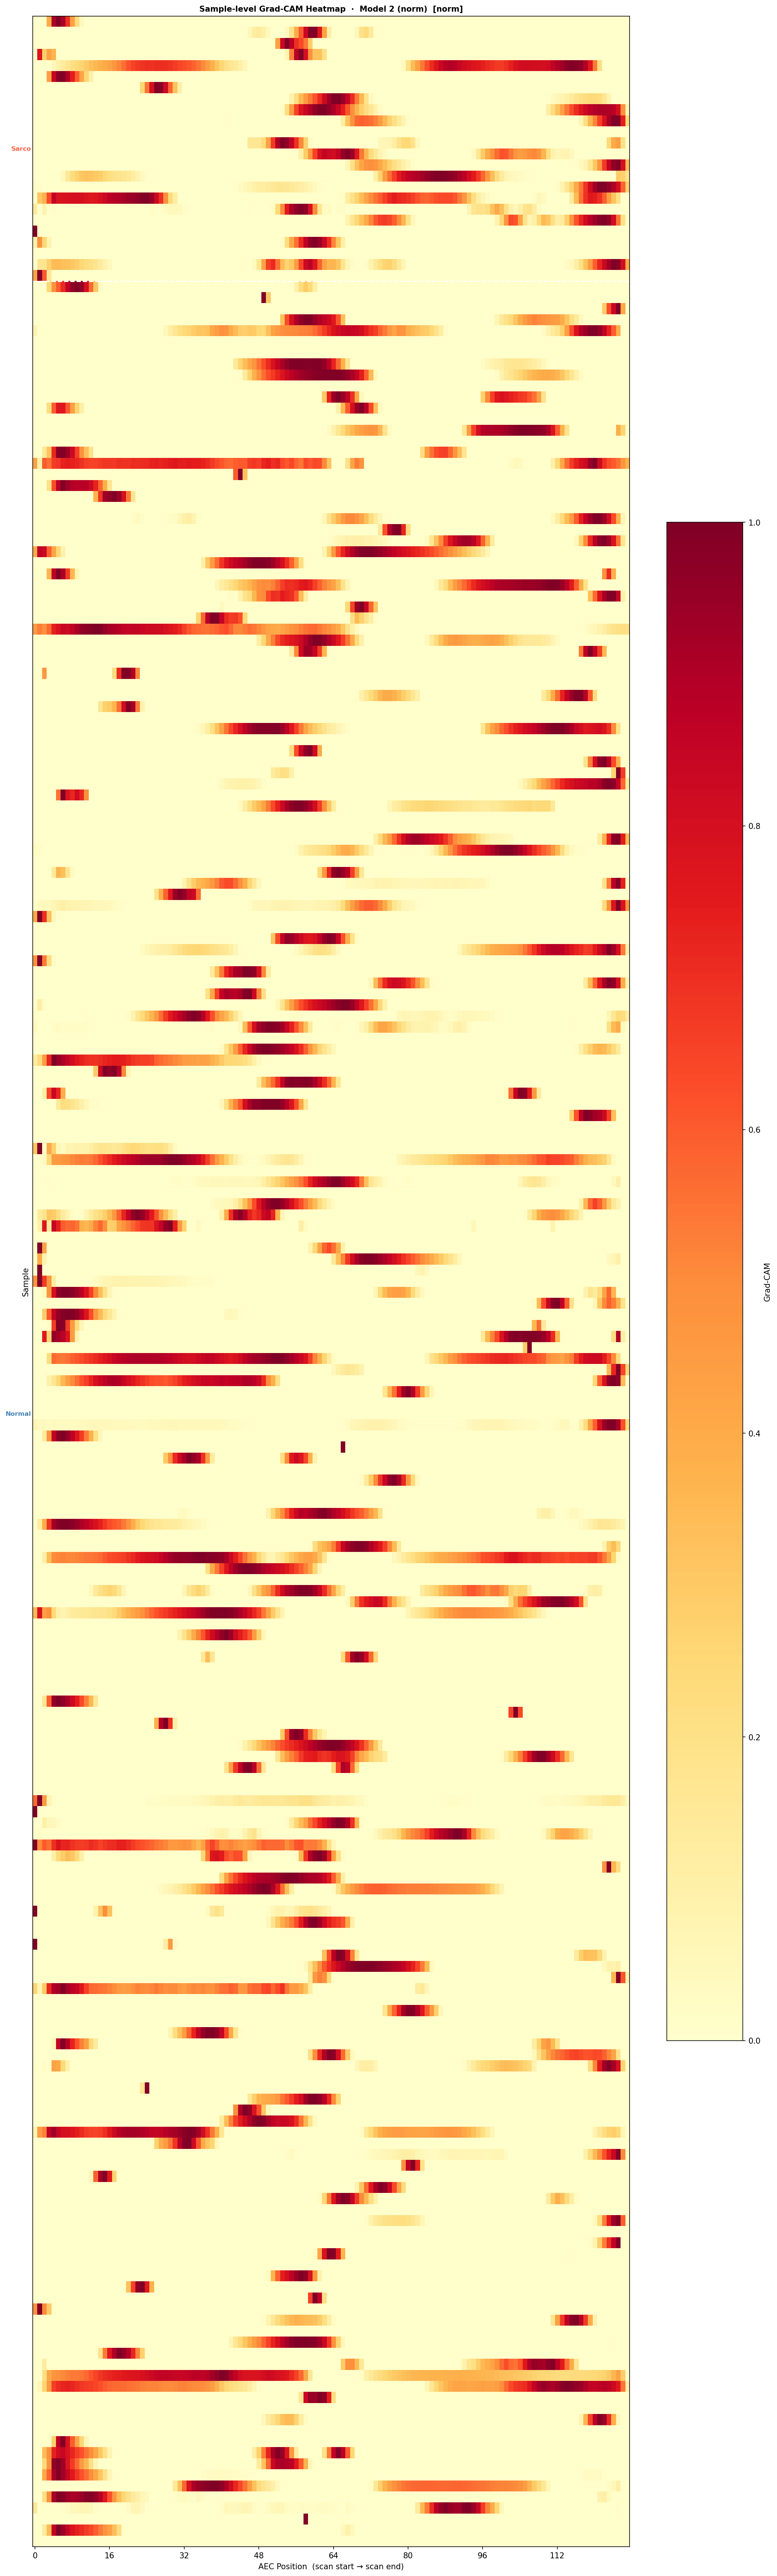 Sample-level Grad-CAM Heatmap · Model 2 (norm) [norm]
Sarco
Normal
Sample
0 16 32 48 64 80 96 112
AEC Position (scan start → scan end)
1.0
0.8
0.6
0.4
0.2
0.0
Grad-CAM